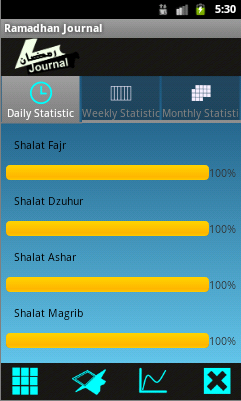 5:30
Ramadhan Journal
رمضان
Journal
Daily Statistic
Weekly Statistic
Monthly Statisti
Shalat Fajr
100%
Shalat Dzuhur
100%
Shalat Ashar
100%
Shalat Magrib
100%